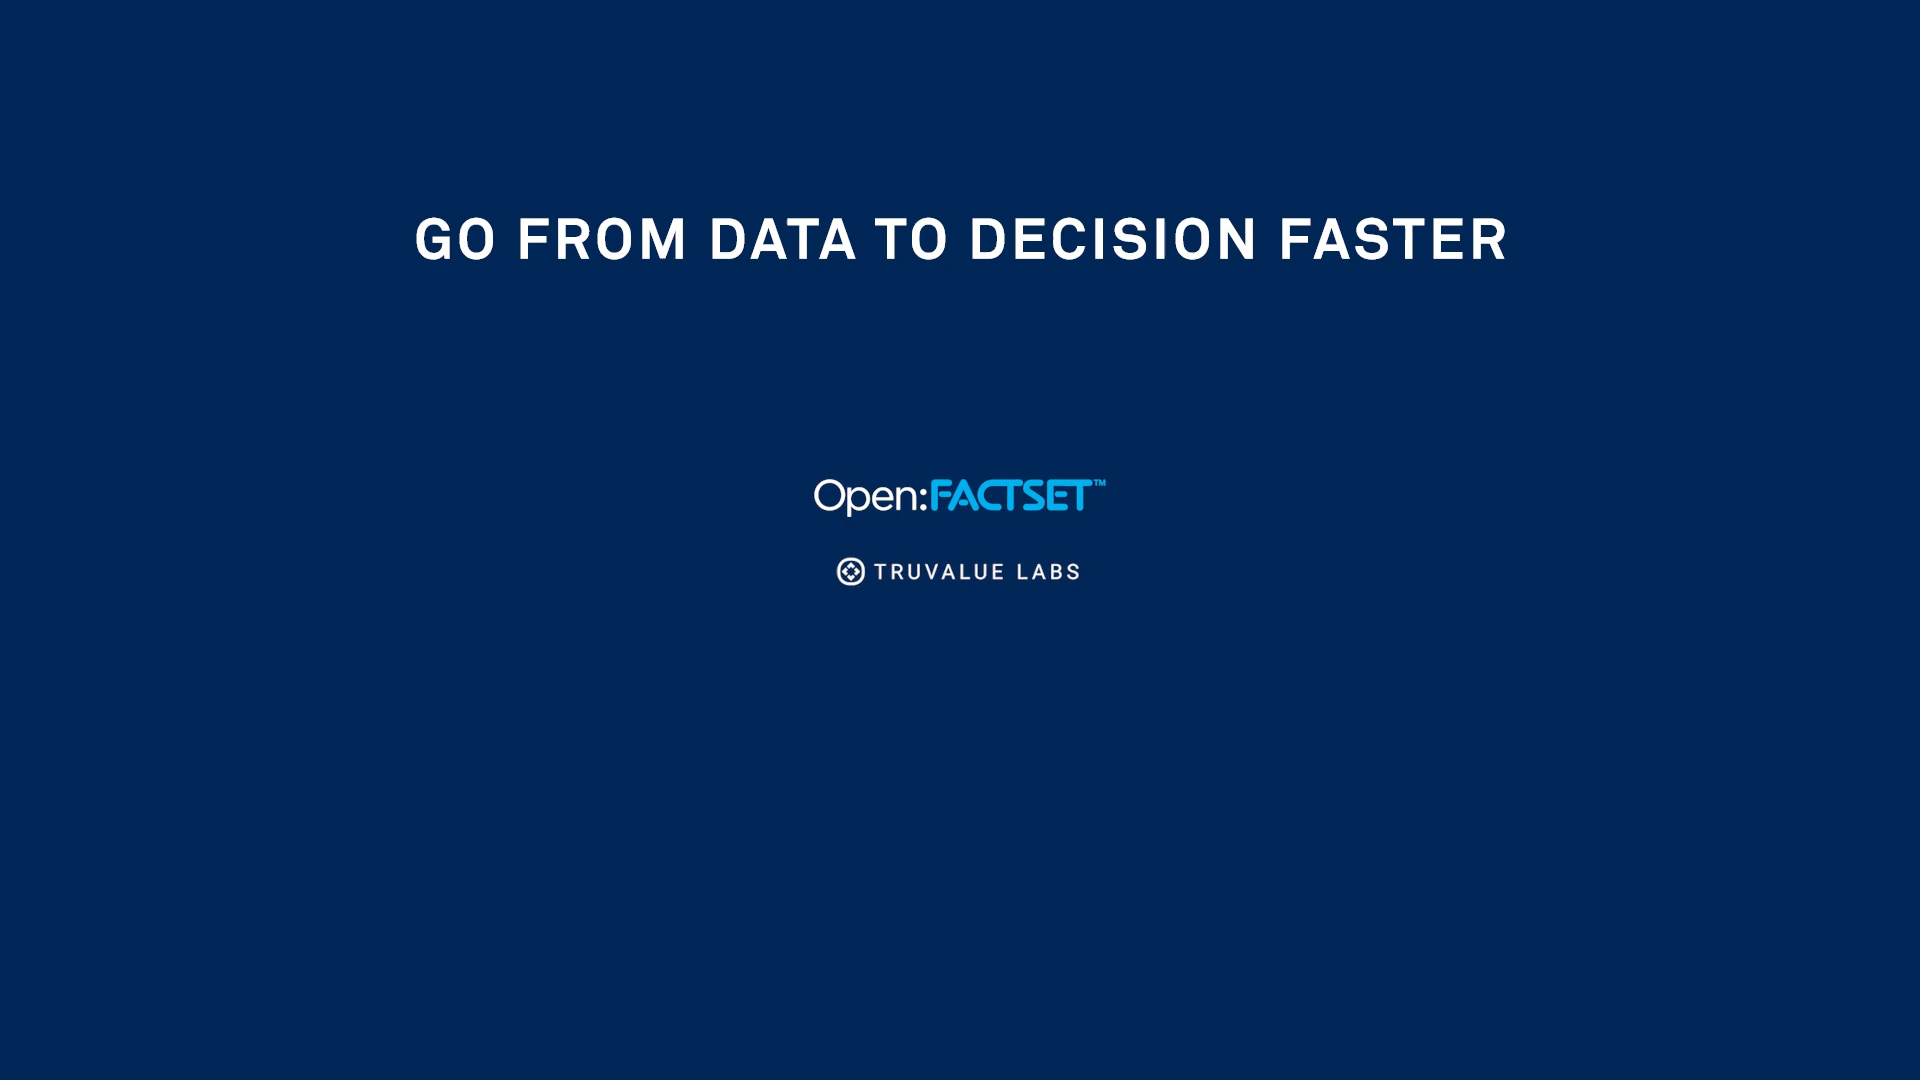 GO FROM DATA TO DECISION FASTER
Open:FACTSET™
TRUVALUE LABS